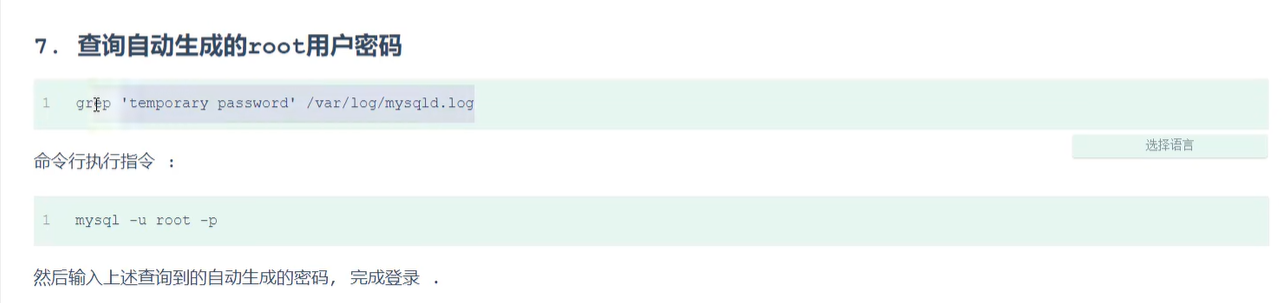 7. 查询自动生成的root用户密码
1 grep 'temporary password' /var/log/mysqld.log
选择语言
命令行执行指令 :
1 mysql -u root -p
然后输入上述查询到的自动生成的密码, 完成登录 .